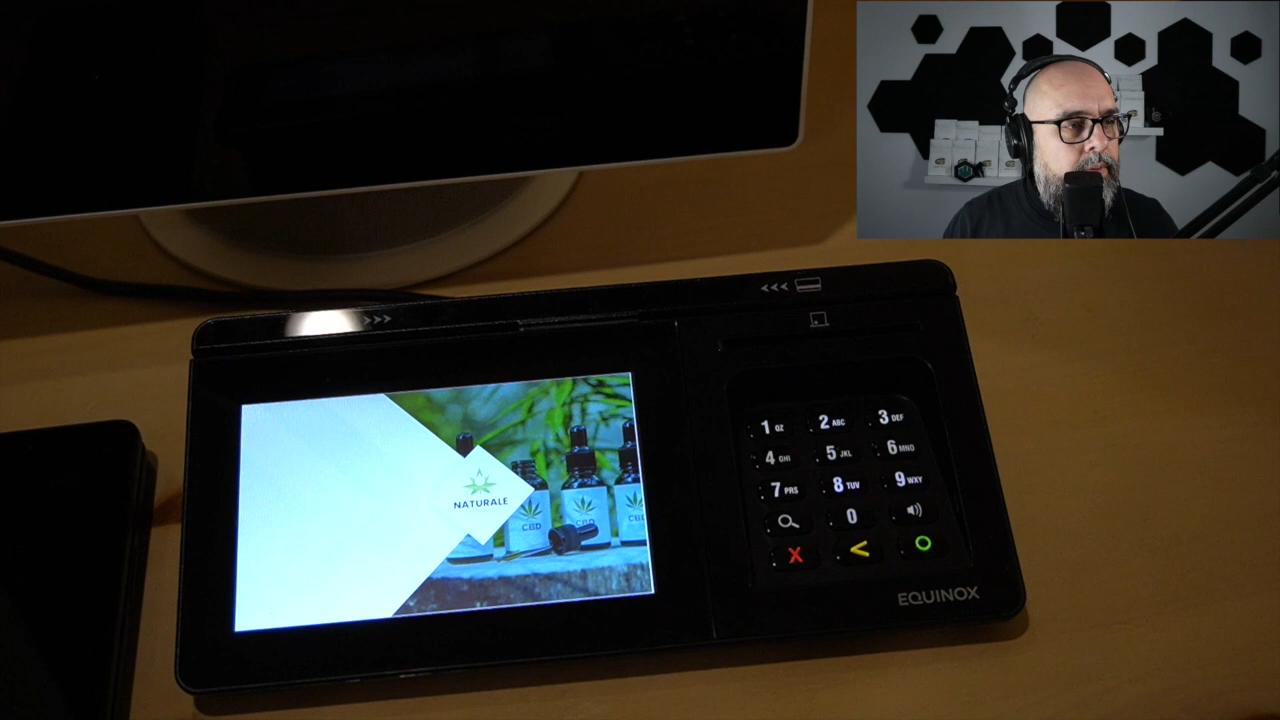 NATURALE
CBD
CBD
CBD
1 QZ 2 ABC 3 DEF
4 GHI 5 JKL 6 MNO
7 PRS 8 TUV 9 WXY
0
X <
EQUINOX